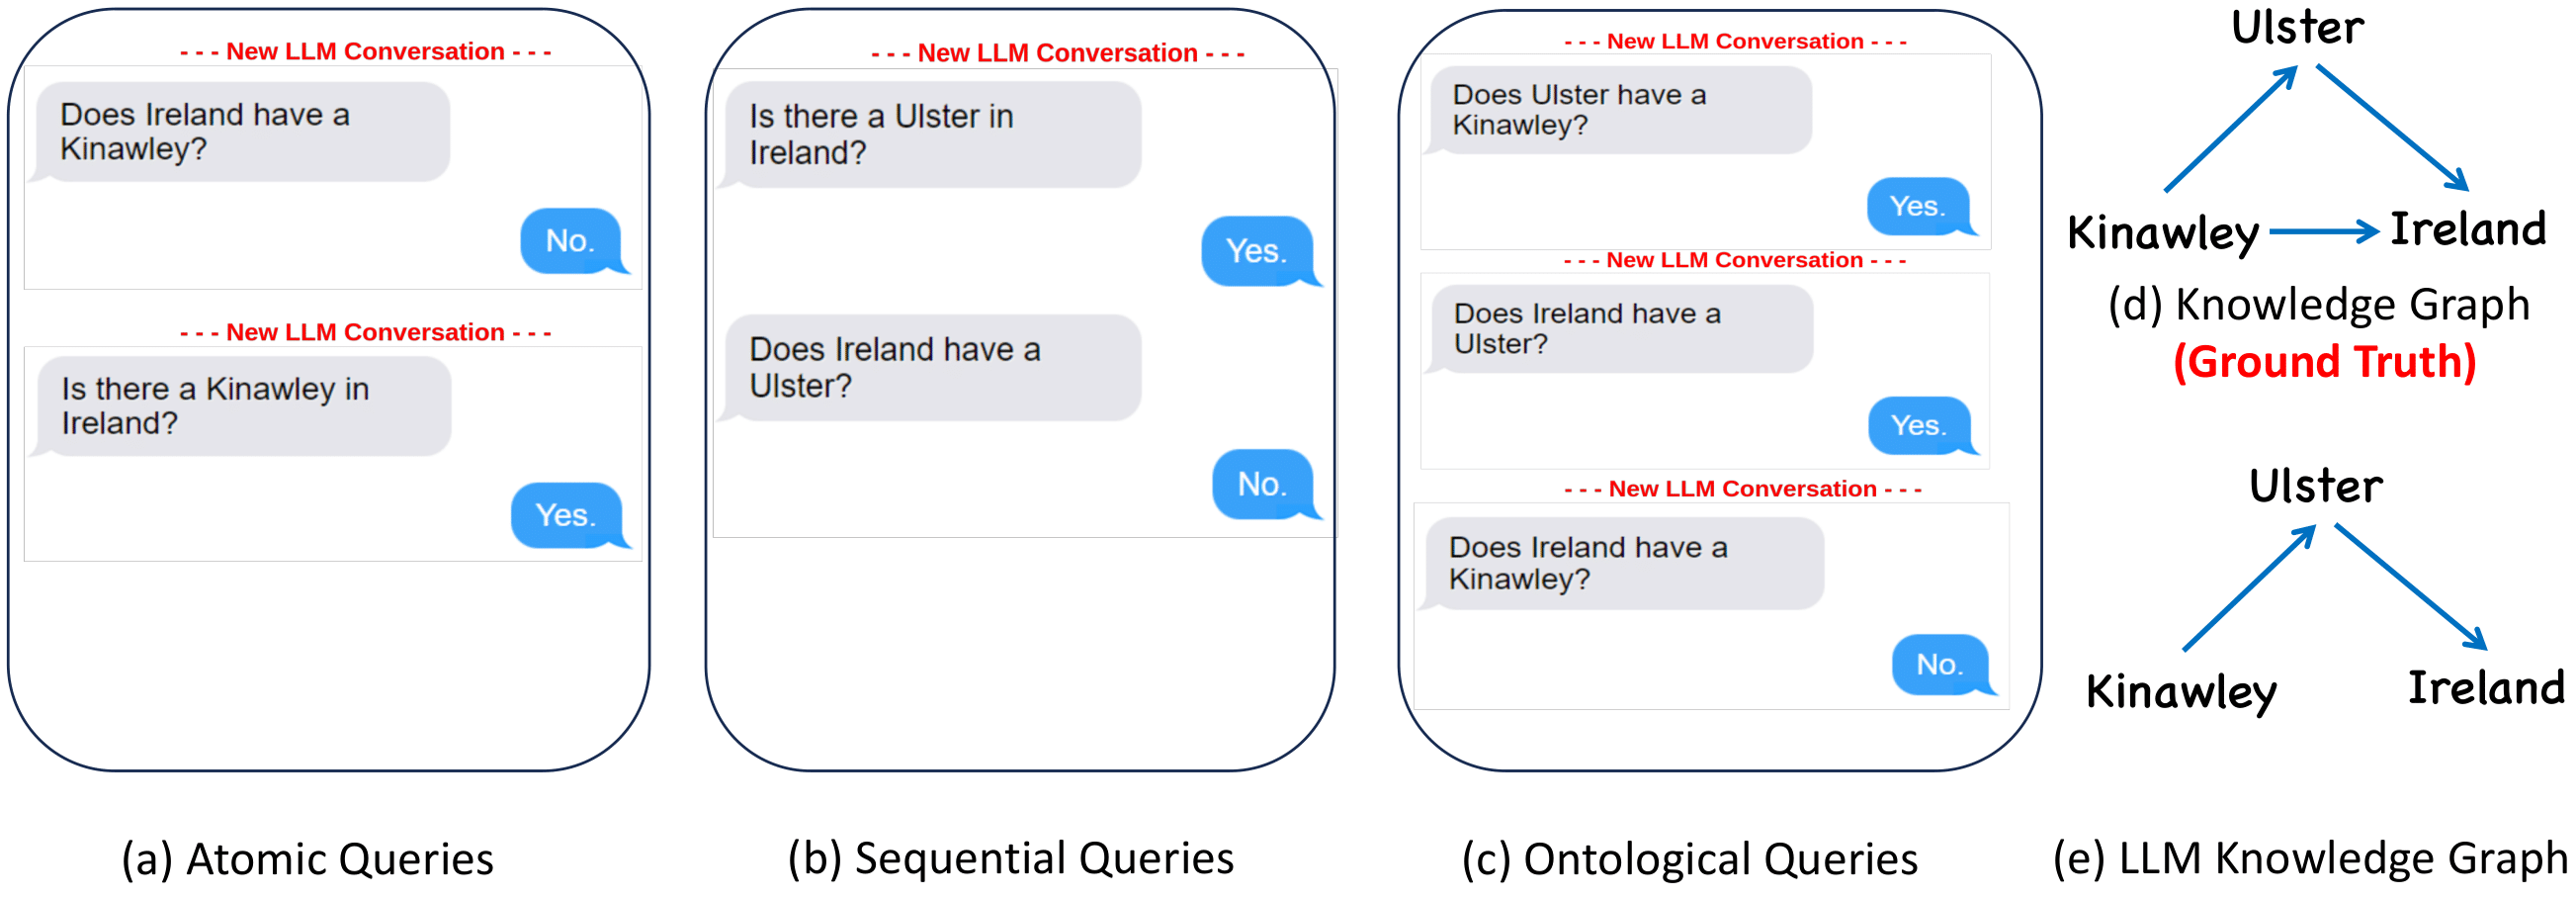 - - - New LLM Conversation - - -
Does Ireland have a
Kinawley?
No.
- - - New LLM Conversation - - -
Is there a Kinawley in
Ireland?
Yes.
(a) Atomic Queries
- - - New LLM Conversation - - -
Is there a Ulster in
Ireland?
Yes.
Does Ireland have a
Ulster?
No.
(b) Sequential Queries
- - - New LLM Conversation - - -
Does Ulster have a
Kinawley?
Yes.
- - - New LLM Conversation - - -
Does Ireland have a
Ulster?
Yes.
- - - New LLM Conversation - - -
Does Ireland have a
Kinawley?
No.
(c) Ontological Queries
Ulster
Kinawley
Ireland
(d) Knowledge Graph
(Ground Truth)
Ulster
Kinawley
Ireland
(e) LLM Knowledge Graph